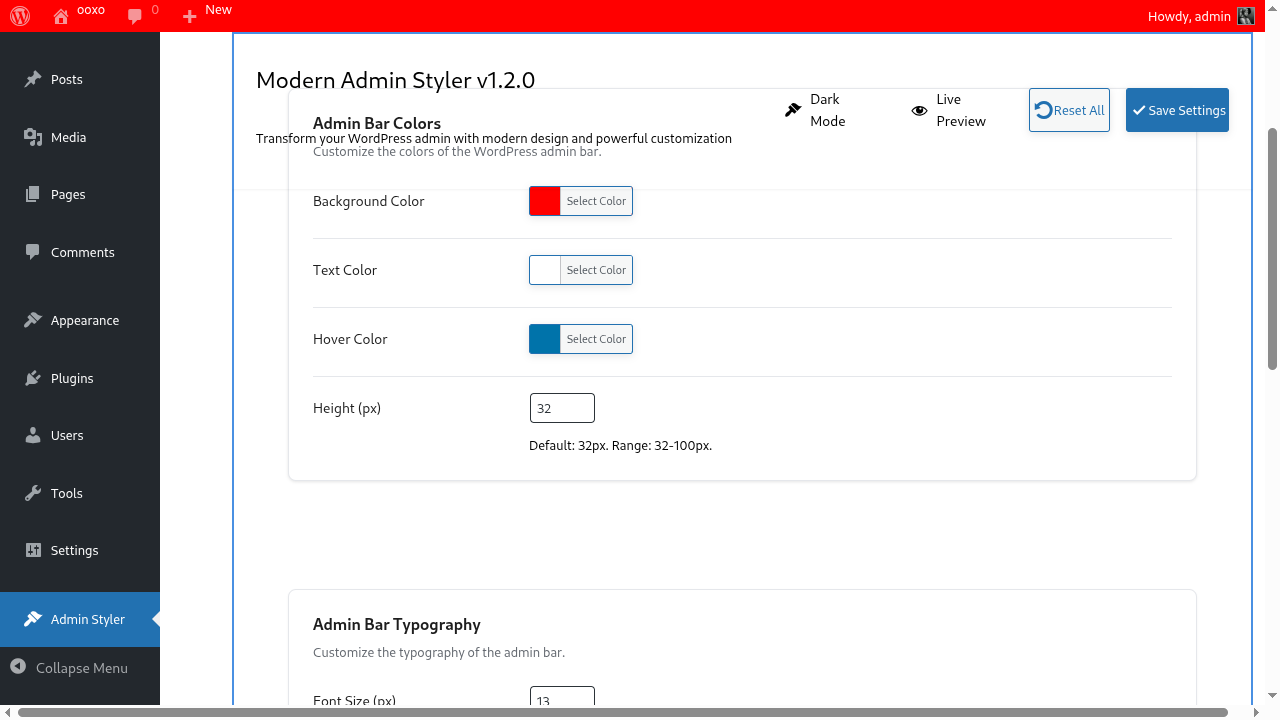 ooxo
0
New
Howdy, admin
Posts
Media
Pages
Comments
Appearance
Plugins
Users
Tools
Settings
Admin Styler
Collapse Menu
Modern Admin Styler v1.2.0
Transform your WordPress admin with modern design and powerful customization
Dark
Mode
Live
Preview
Reset All
Save Settings
Admin Bar Colors
Customize the colors of the WordPress admin bar.
Background Color
Select Color
Text Color
Select Color
Hover Color
Select Color
Height (px)
32
Default: 32px. Range: 32-100px.
Admin Bar Typography
Customize the typography of the admin bar.
Font Size (px)
13